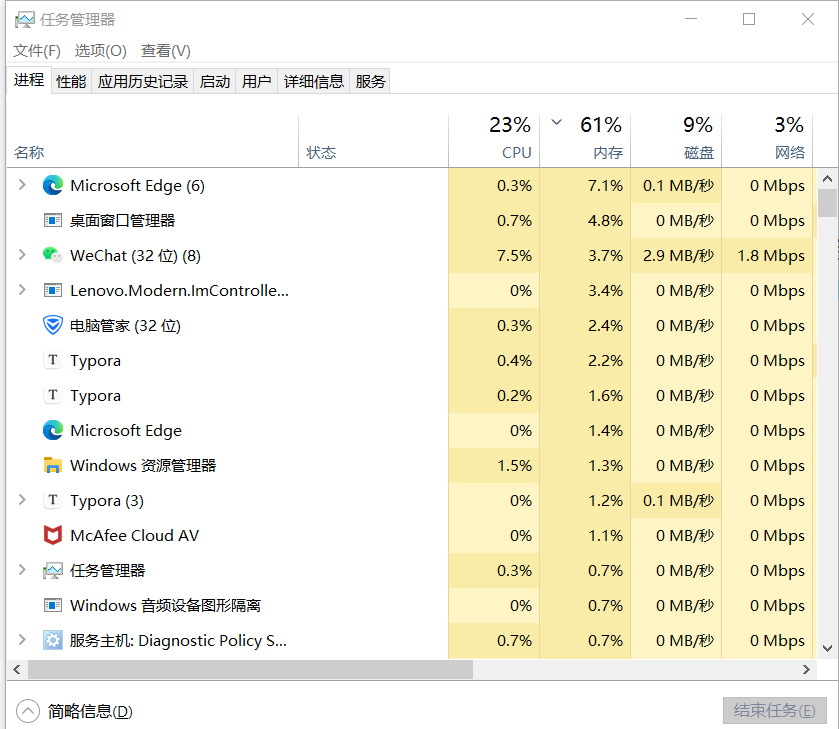 任务管理器
文件(F) 选项(O) 查看(V)
进程 性能 应用历史记录 启动 用户 详细信息 服务
23% 61% 9% 3%
名称 状态 CPU 内存 磁盘 网络
Microsoft Edge (6) 0.3% 7.1% 0.1 MB/秒 0 Mbps
桌面窗口管理器 0.7% 4.8% 0 MB/秒 0 Mbps
WeChat (32 位) (8) 7.5% 3.7% 2.9 MB/秒 1.8 Mbps
Lenovo.Modern.ImControlle... 0% 3.4% 0 MB/秒 0 Mbps
电脑管家 (32 位) 0.3% 2.4% 0 MB/秒 0 Mbps
T Typora 0.4% 2.2% 0 MB/秒 0 Mbps
T Typora 0.2% 1.6% 0 MB/秒 0 Mbps
Microsoft Edge 0% 1.4% 0 MB/秒 0 Mbps
Windows 资源管理器 1.5% 1.3% 0 MB/秒 0 Mbps
T Typora (3) 0% 1.2% 0.1 MB/秒 0 Mbps
McAfee Cloud AV 0% 1.1% 0 MB/秒 0 Mbps
任务管理器 0.3% 0.7% 0 MB/秒 0 Mbps
Windows 音频设备图形隔离 0% 0.7% 0 MB/秒 0 Mbps
服务主机: Diagnostic Policy S... 0.7% 0.7% 0 MB/秒 0 Mbps
简略信息(D) 结束任务(E)